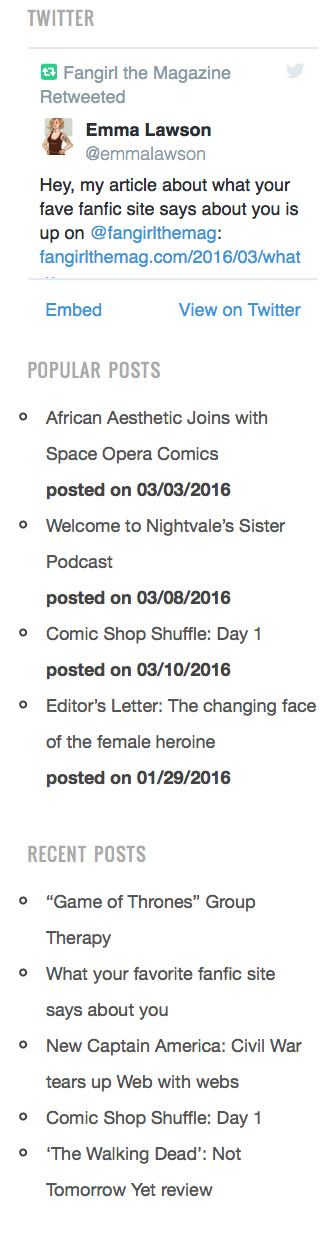 TWITTER
Fangirl the Magazine
Retweeted
Emma Lawson
@emmalawson
Hey, my article about what your
fave fanfic site says about you is
up on @fangirlthemag:
fangirlthemag.com/2016/03/what
Embed View on Twitter
POPULAR POSTS
African Aesthetic Joins with
Space Opera Comics
posted on 03/03/2016
Welcome to Nightvale’s Sister
Podcast
posted on 03/08/2016
Comic Shop Shuffle: Day 1
posted on 03/10/2016
Editor’s Letter: The changing face
of the female heroine
posted on 01/29/2016
RECENT POSTS
“Game of Thrones” Group
Therapy
What your favorite fanfic site
says about you
New Captain America: Civil War
tears up Web with webs
Comic Shop Shuffle: Day 1
‘The Walking Dead’: Not
Tomorrow Yet review